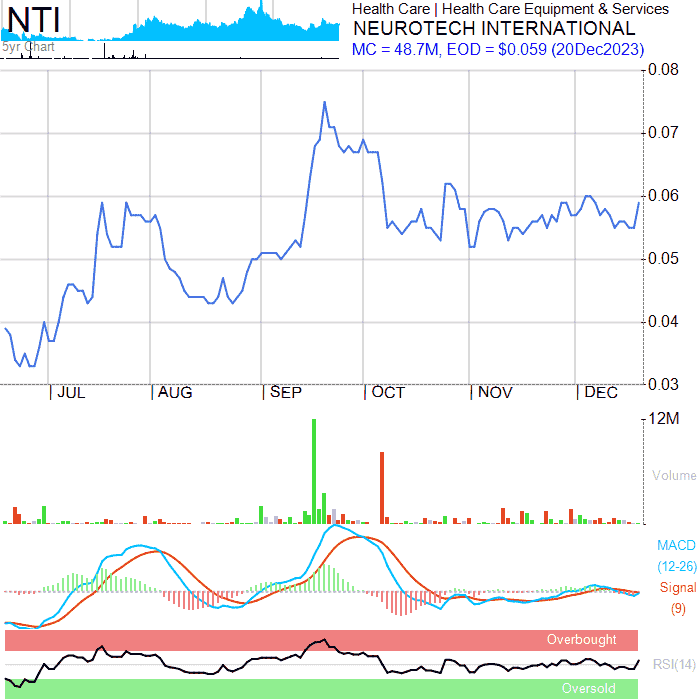 NTI
5yr Chart
Health Care | Health Care Equipment & Services
NEUROTECH INTERNATIONAL
MC = 48.7M, EOD = $0.059 (20Dec2023)
0.08
0.07
0.06
0.05
0.04
0.03
JUL AUG SEP OCT NOV DEC
12M
Volume
MACD
(12-26)
Signal
(9)
Overbought
RSI(14)
Oversold